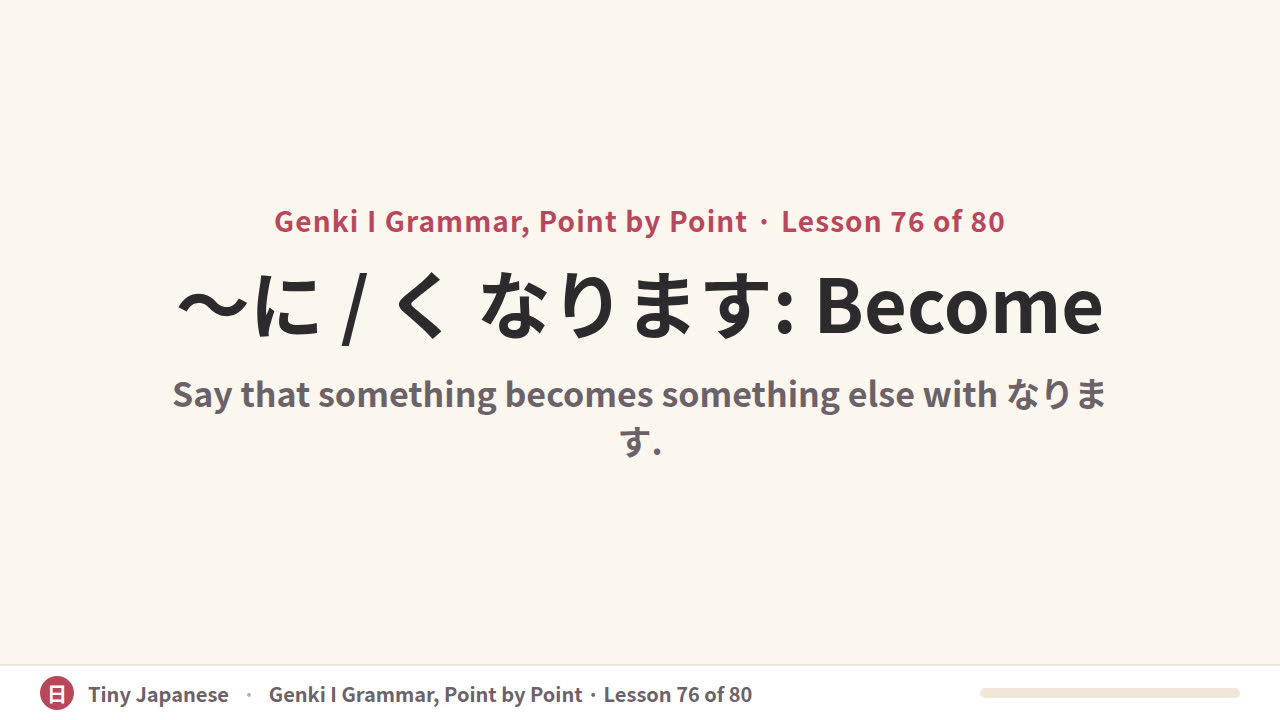 Genki I Grammar, Point by Point · Lesson 76 of 80
〜に / く なります: Become
Say that something becomes something else with なりま
す.
日 Tiny Japanese · Genki I Grammar, Point by Point · Lesson 76 of 80